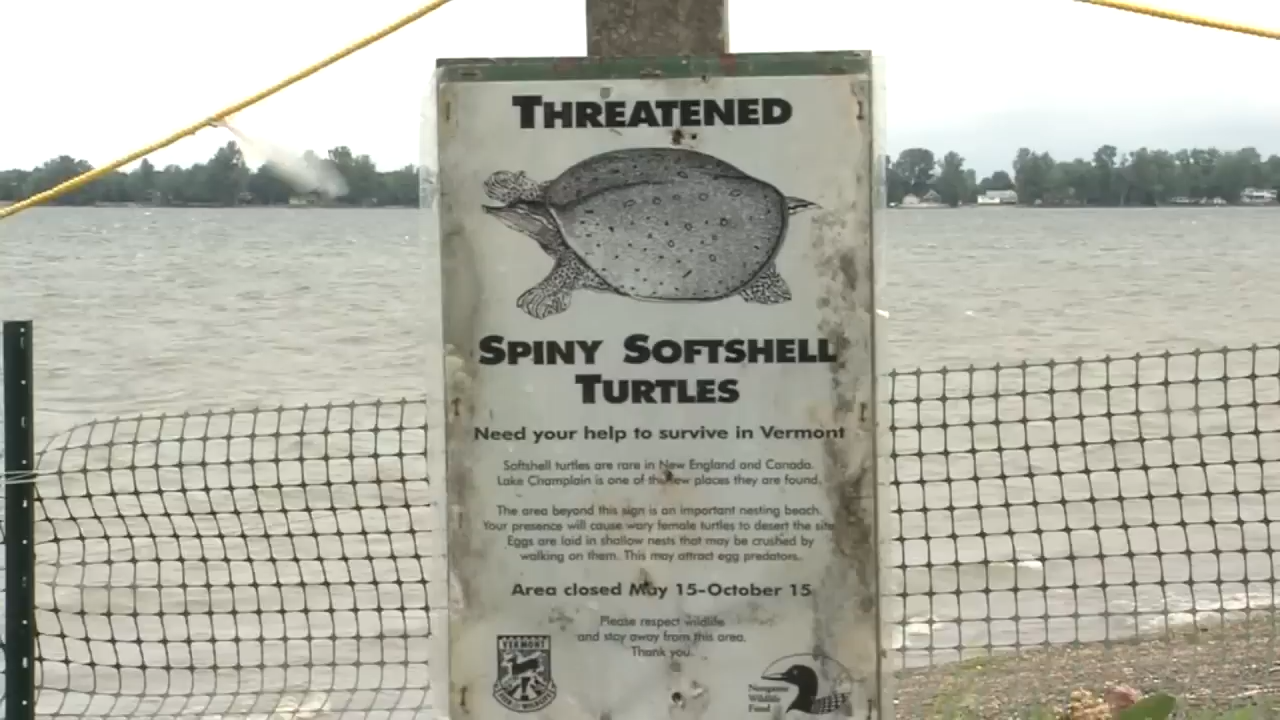 THREATENED
SPINY SOFTSHELL
TURTLES
Need your help to survive in Vermont
Softshell turtles are rare in New England and Canada.
Lake Champlain is one of the few places they are found.
The area beyond this sign is an important nesting beach.
Your presence will cause wary female turtles to desert the site.
Eggs are laid in shallow nests that may be crushed by
walking on them. This may attract egg predators.
Area closed May 15-October 15
Please respect wildlife
and stay away from this area.
Thank you.
VERMONT
FISH & WILDLIFE
Nongame
Wildlife
Fund